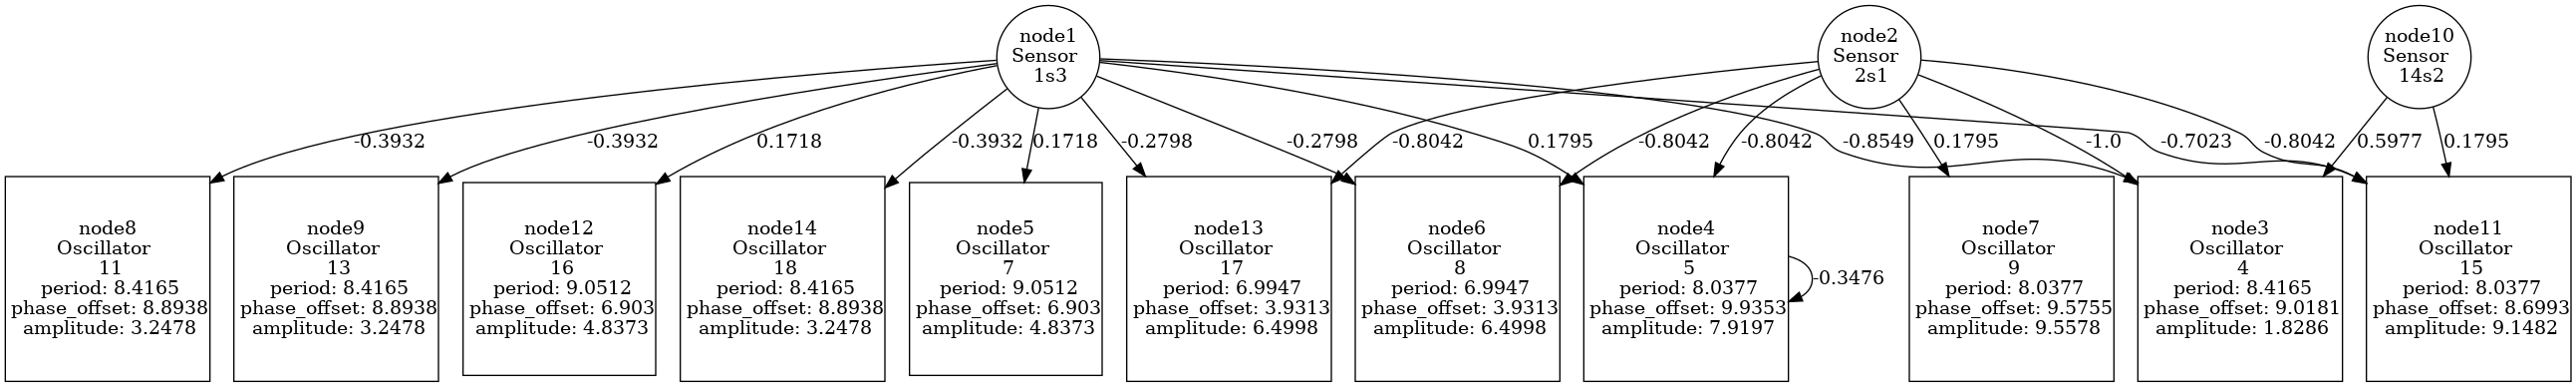 node1
Sensor
1s3
node2
Sensor
2s1
node10
Sensor
14s2
-0.3932
-0.3932
0.1718
-0.3932
0.1718
-0.2798
-0.2798
0.1795
-0.8549
-0.7023
-0.8042
-0.8042
-0.8042
0.1795
-1.0
-0.8042
0.5977
0.1795
node8
Oscillator
11
period: 8.4165
phase_offset: 8.8938
amplitude: 3.2478
node9
Oscillator
13
period: 8.4165
phase_offset: 8.8938
amplitude: 3.2478
node12
Oscillator
16
period: 9.0512
phase_offset: 6.903
amplitude: 4.8373
node14
Oscillator
18
period: 8.4165
phase_offset: 8.8938
amplitude: 3.2478
node5
Oscillator
7
period: 9.0512
phase_offset: 6.903
amplitude: 4.8373
node13
Oscillator
17
period: 6.9947
phase_offset: 3.9313
amplitude: 6.4998
node6
Oscillator
8
period: 6.9947
phase_offset: 3.9313
amplitude: 6.4998
node4
Oscillator
5
period: 8.0377
phase_offset: 9.9353
amplitude: 7.9197
-0.3476
node7
Oscillator
9
period: 8.0377
phase_offset: 9.5755
amplitude: 9.5578
node3
Oscillator
4
period: 8.4165
phase_offset: 9.0181
amplitude: 1.8286
node11
Oscillator
15
period: 8.0377
phase_offset: 8.6993
amplitude: 9.1482